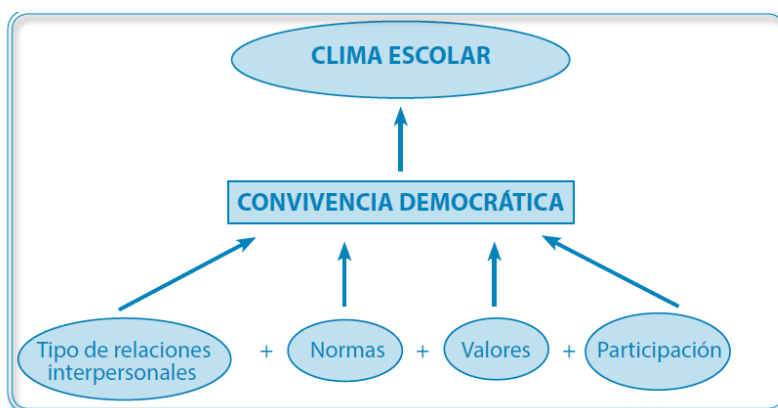 CLIMA ESCOLAR
CONVIVENCIA DEMOCRÁTICA
Tipo de relaciones
interpersonales
+
Normas
+
Valores
+
Participación